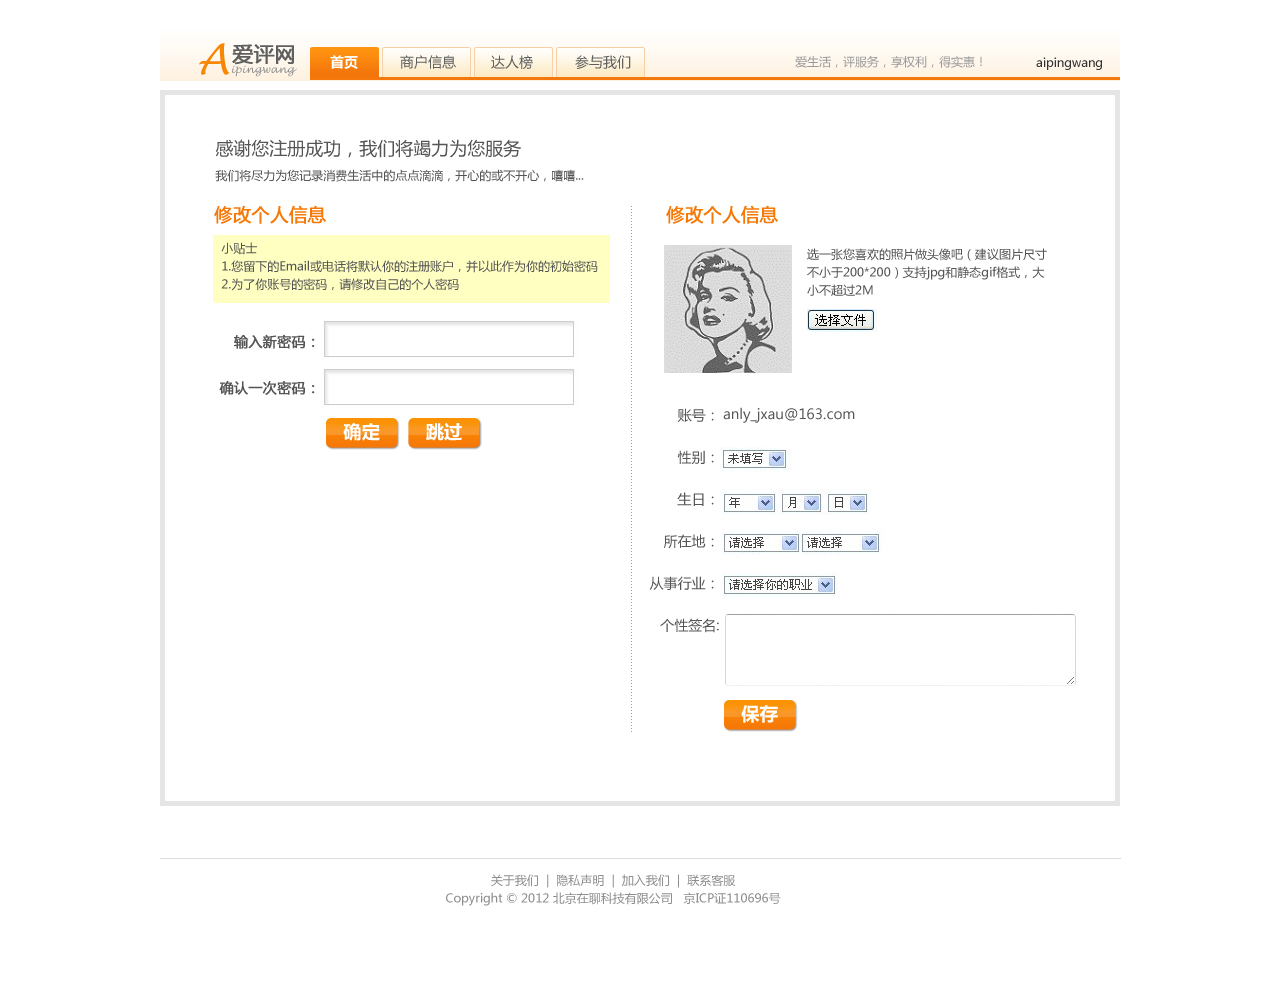 A爱评网
ipingwang
首页 商户信息 达人榜 参与我们
爱生活，评服务，享权利，得实惠！ aipingwang
感谢您注册成功，我们将竭力为您服务
我们将尽力为您记录消费生活中的点点滴滴，开心的或不开心，嘻嘻...
修改个人信息
小贴士
1.您留下的Email或电话将默认你的注册账户，并以此作为你的初始密码
2.为了你账号的密码，请修改自己的个人密码
输入新密码：
确认一次密码：
确定 跳过
修改个人信息
选一张您喜欢的照片做头像吧（建议图片尺寸
不小于200*200）支持jpg和静态gif格式，大
小不超过2M
选择文件
账号：anly_jxau@163.com
性别：未填写
生日：年 月 日
所在地：请选择 请选择
从事行业：请选择你的职业
个性签名:
保存
关于我们 | 隐私声明 | 加入我们 | 联系客服
Copyright © 2012 北京在聊科技有限公司 京ICP证110696号